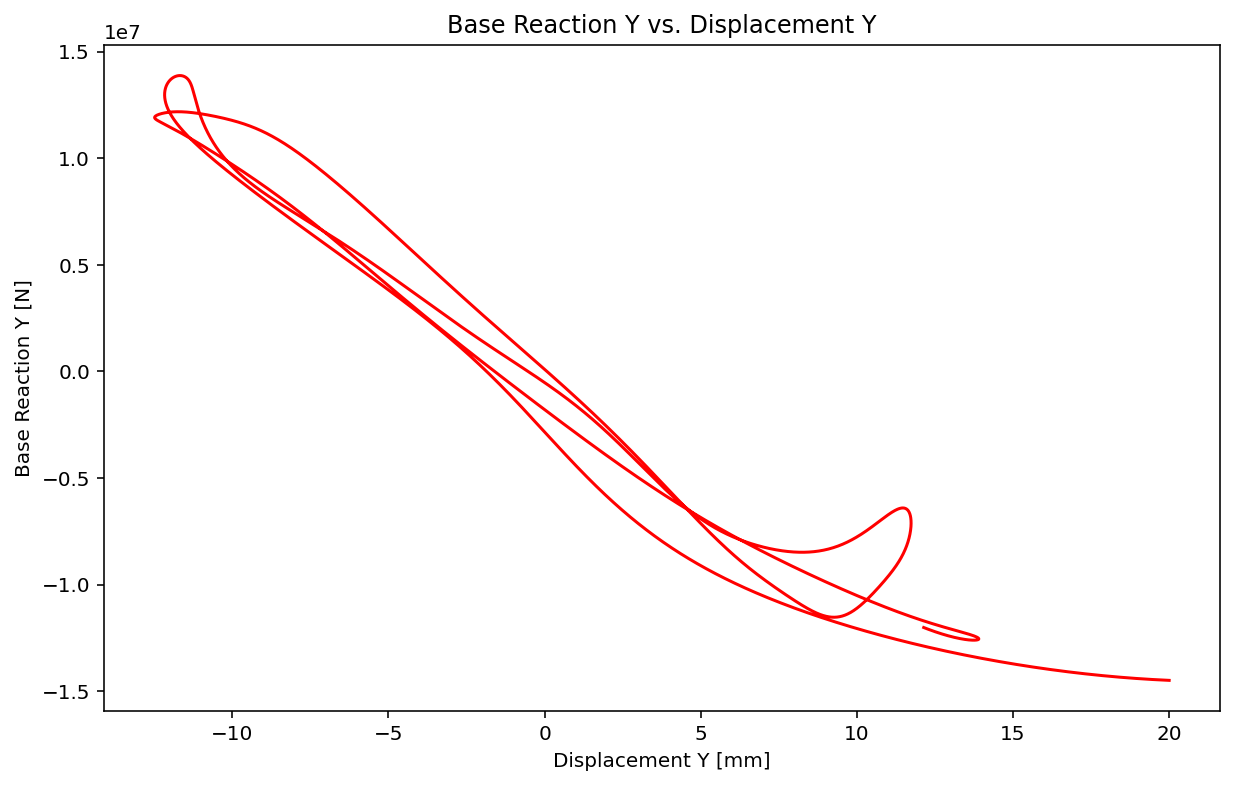 Base Reaction Y vs. Displacement Y
1e7
1.5
1.0
0.5
0.0
−0.5
−1.0
−1.5
Base Reaction Y [N]
−10 −5 0 5 10 15 20
Displacement Y [mm]